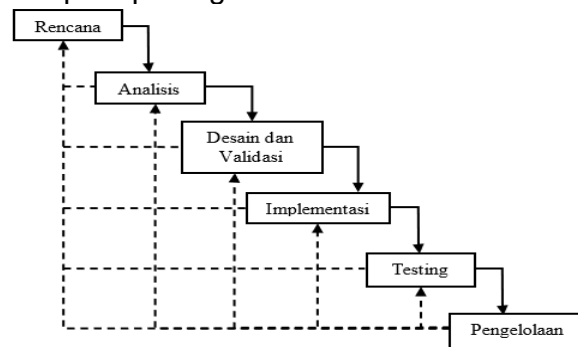 Rencana
Analisis
Desain dan
Validasi
Implementasi
Testing
Pengelolaan